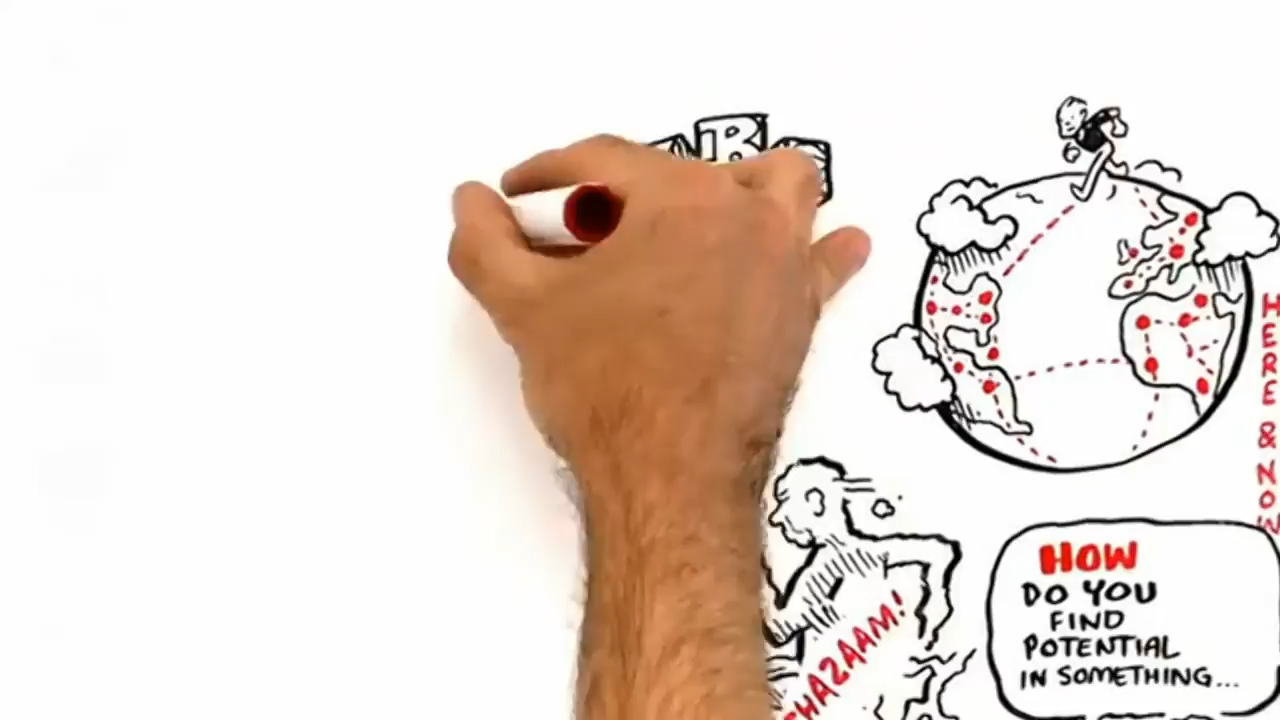 B
HERE & NOW
HOW
DO YOU
FIND
POTENTIAL
IN SOMETHING...
SHAZAAM!